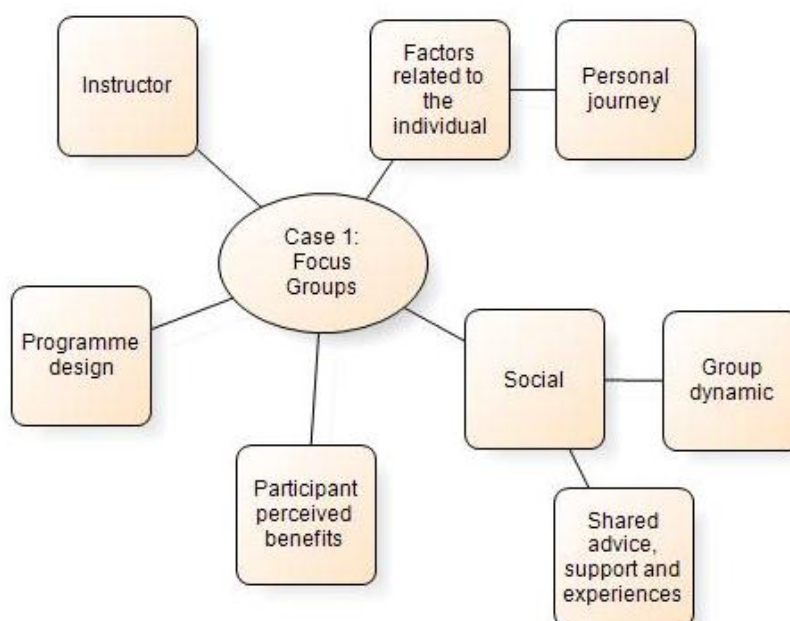 Instructor
Factors
related to
the
individual
Personal
journey
Case 1:
Focus
Groups
Programme
design
Social
Group
dynamic
Participant
perceived
benefits
Shared
advice,
support and
experiences